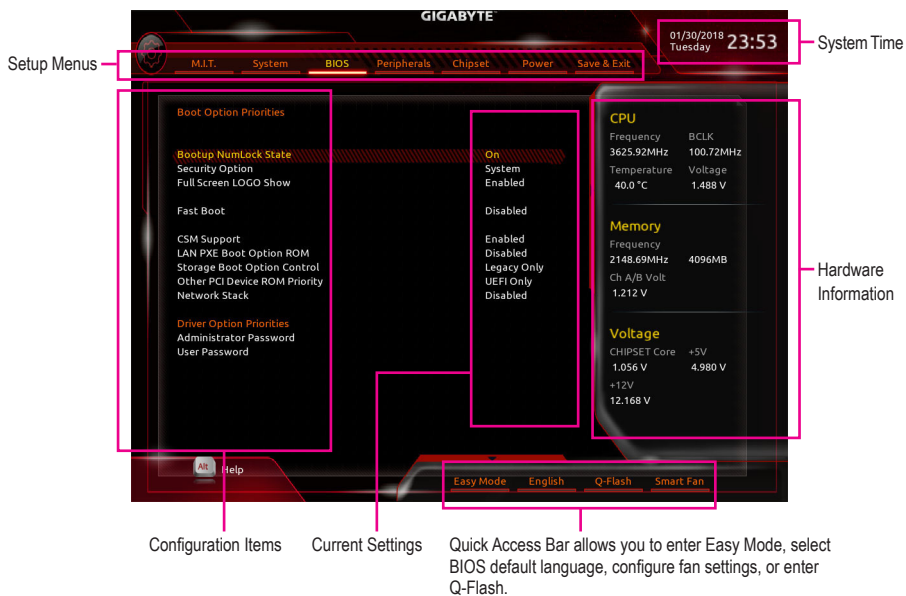 GIGABYTE™
01/30/2018
Tuesday
23:53
System Time
Setup Menus
M.I.T. System BIOS Peripherals Chipset Power Save & Exit
Boot Option Priorities
Bootup NumLock State On
Security Option System
Full Screen LOGO Show Enabled
Fast Boot Disabled
CSM Support Enabled
LAN PXE Boot Option ROM Disabled
Storage Boot Option Control Legacy Only
Other PCI Device ROM Priority UEFI Only
Network Stack Disabled
Driver Option Priorities
Administrator Password
User Password
CPU
Frequency BCLK
3625.92MHz 100.72MHz
Temperature Voltage
40.0 °C 1.488 V
Memory
Frequency
2148.69MHz 4096MB
Ch A/B Volt
1.212 V
Voltage
CHIPSET Core +5V
1.056 V 4.980 V
+12V
12.168 V
Hardware
Information
Alt Help
Easy Mode English Q-Flash Smart Fan
Configuration Items
Current Settings
Quick Access Bar allows you to enter Easy Mode, select
BIOS default language, configure fan settings, or enter
Q-Flash.